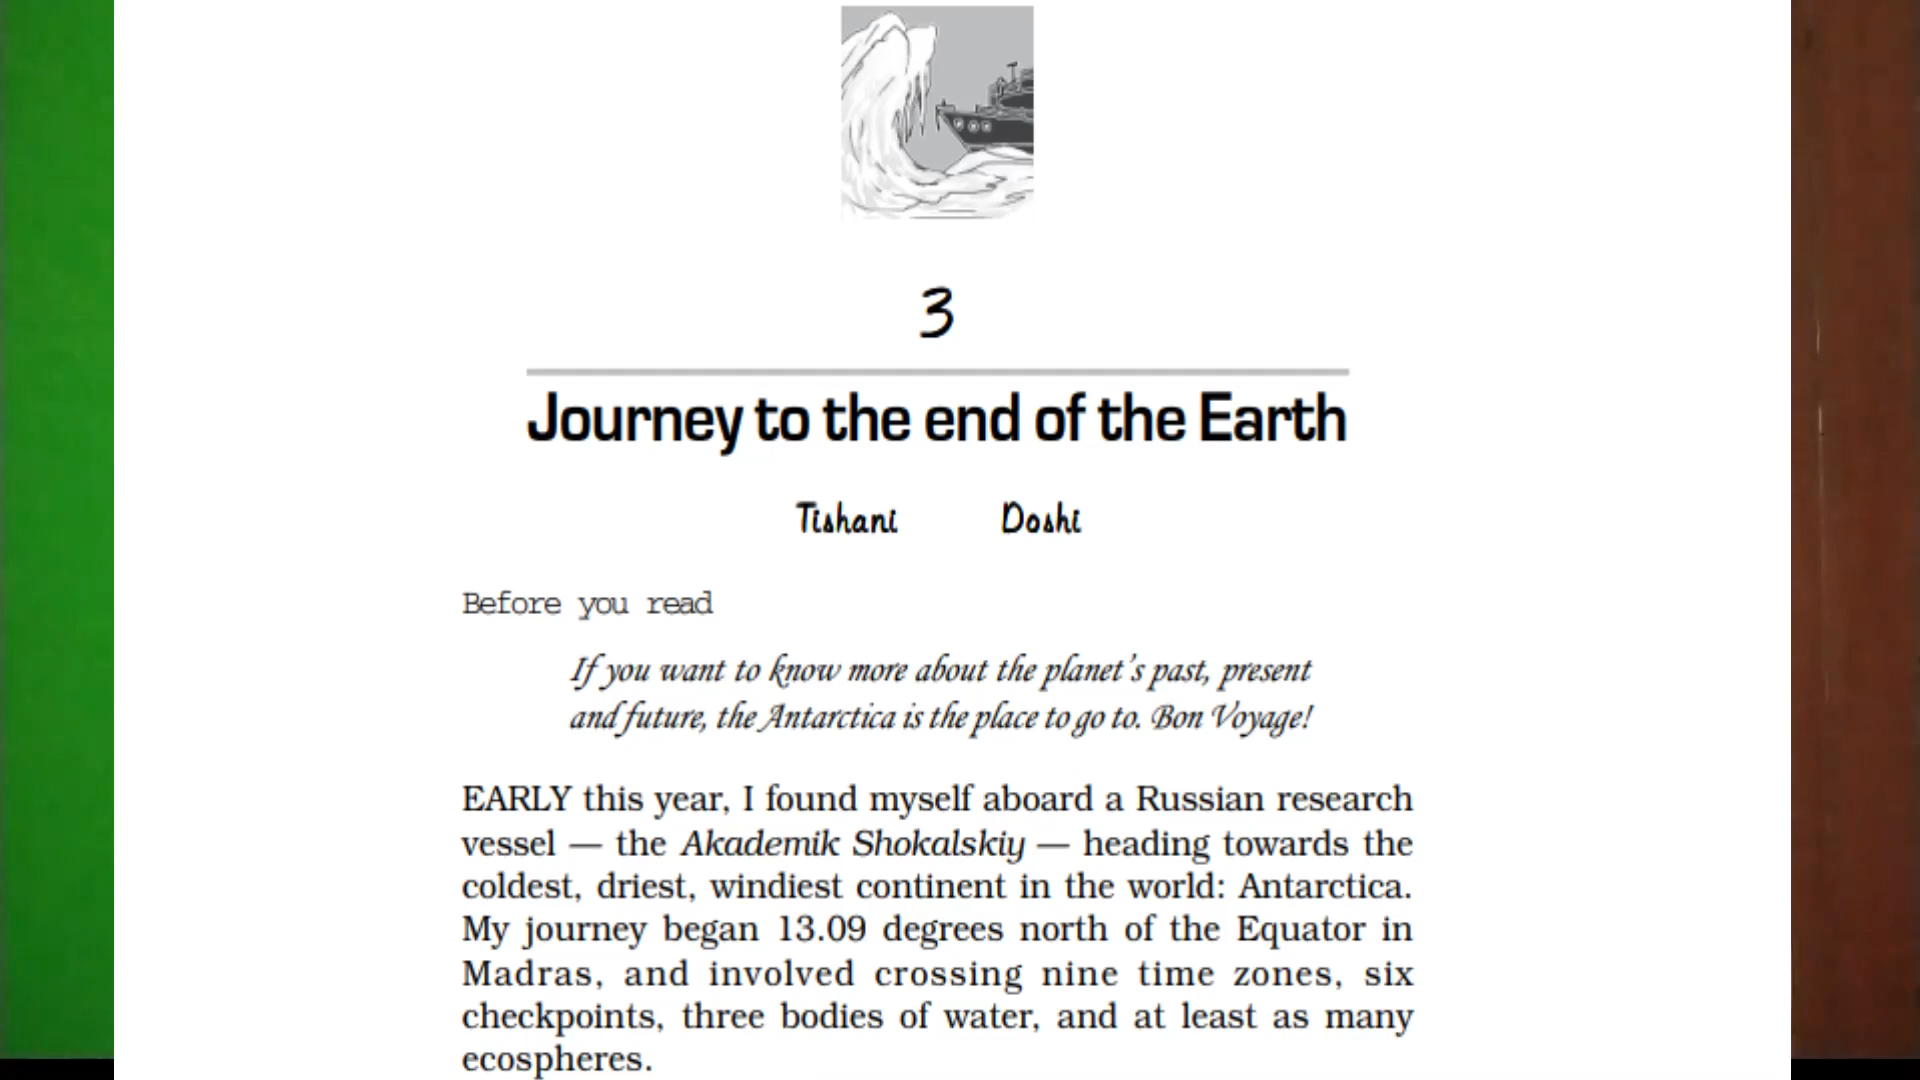 3
Journey to the end of the Earth
Tishani Doshi
Before you read
If you want to know more about the planet’s past, present
and future, the Antarctica is the place to go to. Bon Voyage!
EARLY this year, I found myself aboard a Russian research
vessel — the Akademik Shokalskiy — heading towards the
coldest, driest, windiest continent in the world: Antarctica.
My journey began 13.09 degrees north of the Equator in
Madras, and involved crossing nine time zones, six
checkpoints, three bodies of water, and at least as many
ecospheres.